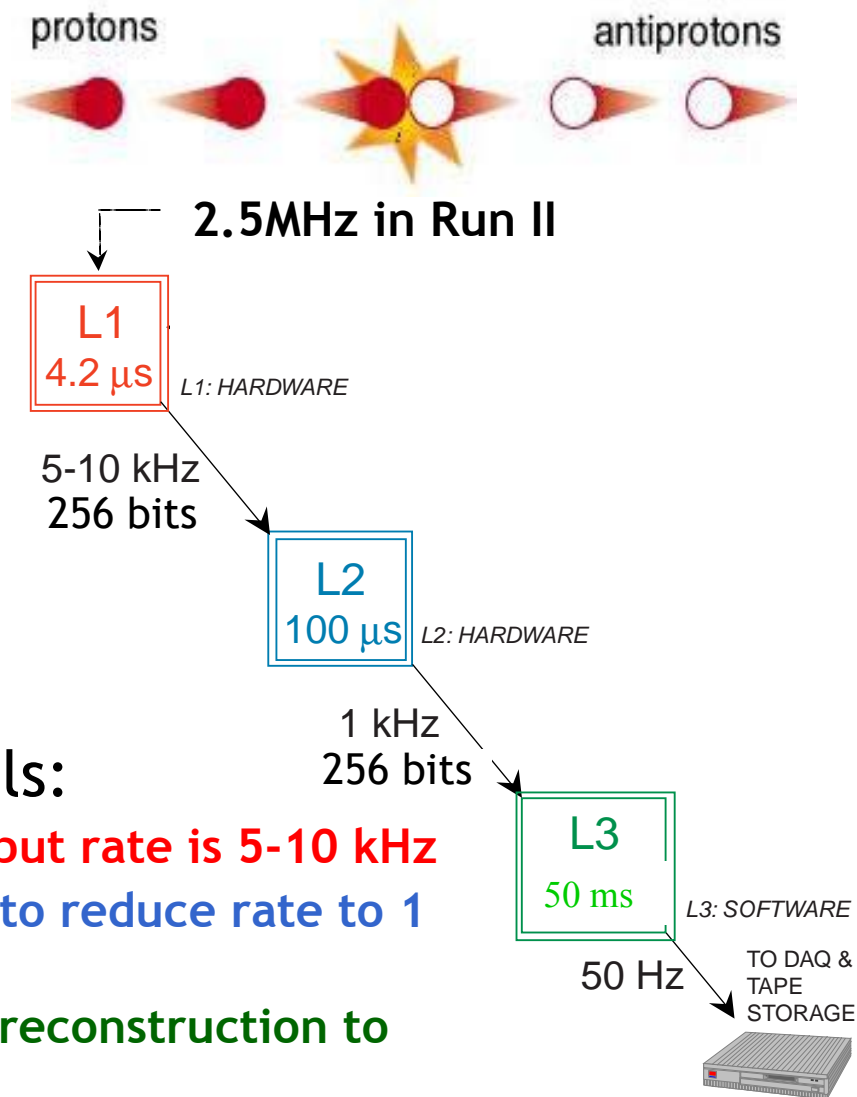 protons
antiprotons
2.5MHz in Run II
L1
4.2 μs
L1: HARDWARE
5-10 kHz
256 bits
L2
100 μs
L2: HARDWARE
1 kHz
256 bits
ls:
put rate is 5-10 kHz
to reduce rate to 1
reconstruction to
L3
50 ms
L3: SOFTWARE
50 Hz
TO DAQ &
TAPE
STORAGE